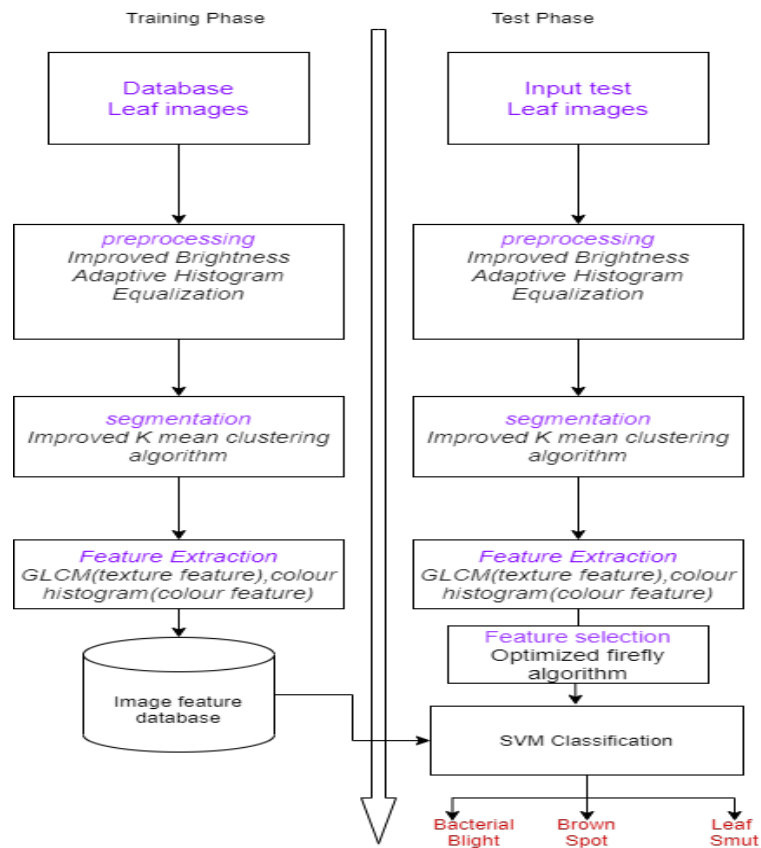 Training Phase
Test Phase
Database
Leaf images
Input test
Leaf images
preprocessing
Improved Brightness
Adaptive Histogram
Equalization
preprocessing
Improved Brightness
Adaptive Histogram
Equalization
segmentation
Improved K mean clustering
algorithm
segmentation
Improved K mean clustering
algorithm
Feature Extraction
GLCM(texture feature),colour
histogram(colour feature)
Feature Extraction
GLCM(texture feature),colour
histogram(colour feature)
Feature selection
Optimized firefly
algorithm
Image feature
database
SVM Classification
Bacterial
Blight
Brown
Spot
Leaf
Smut